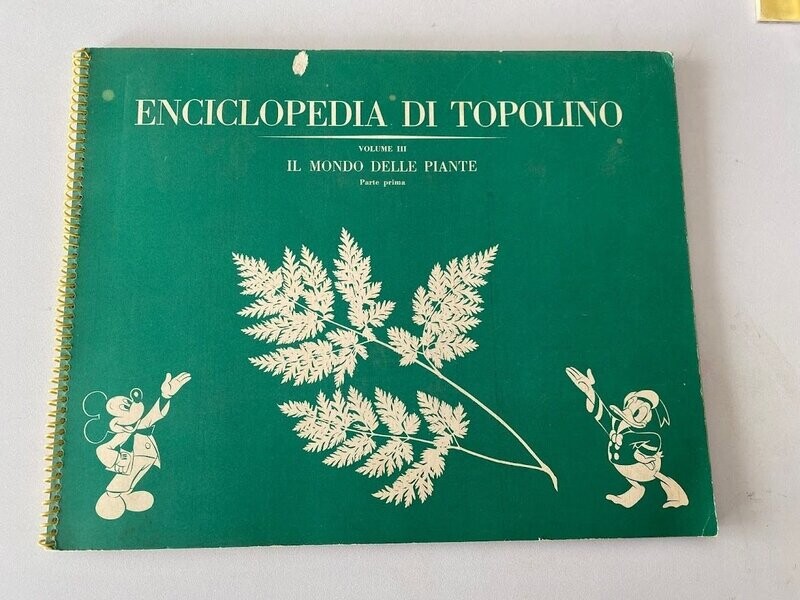 ENCICLOPEDIA DI TOPOLINO
VOLUME III
IL MONDO DELLE PIANTE
Parte prima